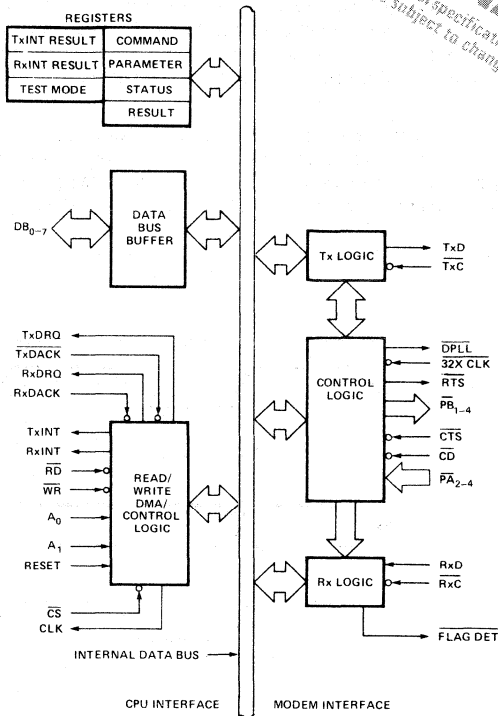 REGISTERS
TxINT RESULT COMMAND
RxINT RESULT PARAMETER
TEST MODE STATUS
RESULT
DB0-7
DATA
BUS
BUFFER
Tx LOGIC
TxD
TxC
TxDRQ
TxDACK
RxDRQ
RxDACK
TxINT
RxINT
RD
WR
A0
A1
RESET
CS
CLK
READ/
WRITE
DMA/
CONTROL
LOGIC
CONTROL
LOGIC
DPLL
32X CLK
RTS
PB1-4
CTS
CD
PA2-4
Rx LOGIC
RxD
RxC
FLAG DET
INTERNAL DATA BUS
CPU INTERFACE
MODEM INTERFACE
subject to chang